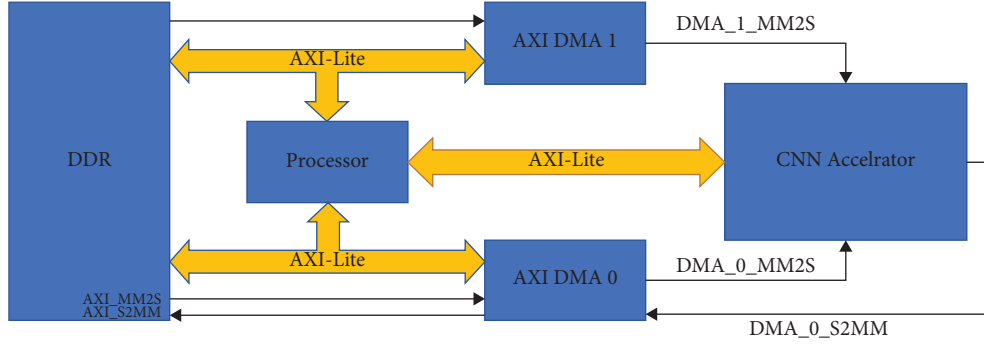 AXI DMA 1
DMA_1_MM2S
AXI-Lite
DDR
Processor
AXI-Lite
CNN Accelrator
AXI-Lite
AXI DMA 0
DMA_0_MM2S
AXI_MM2S
AXI_S2MM
DMA_0_S2MM